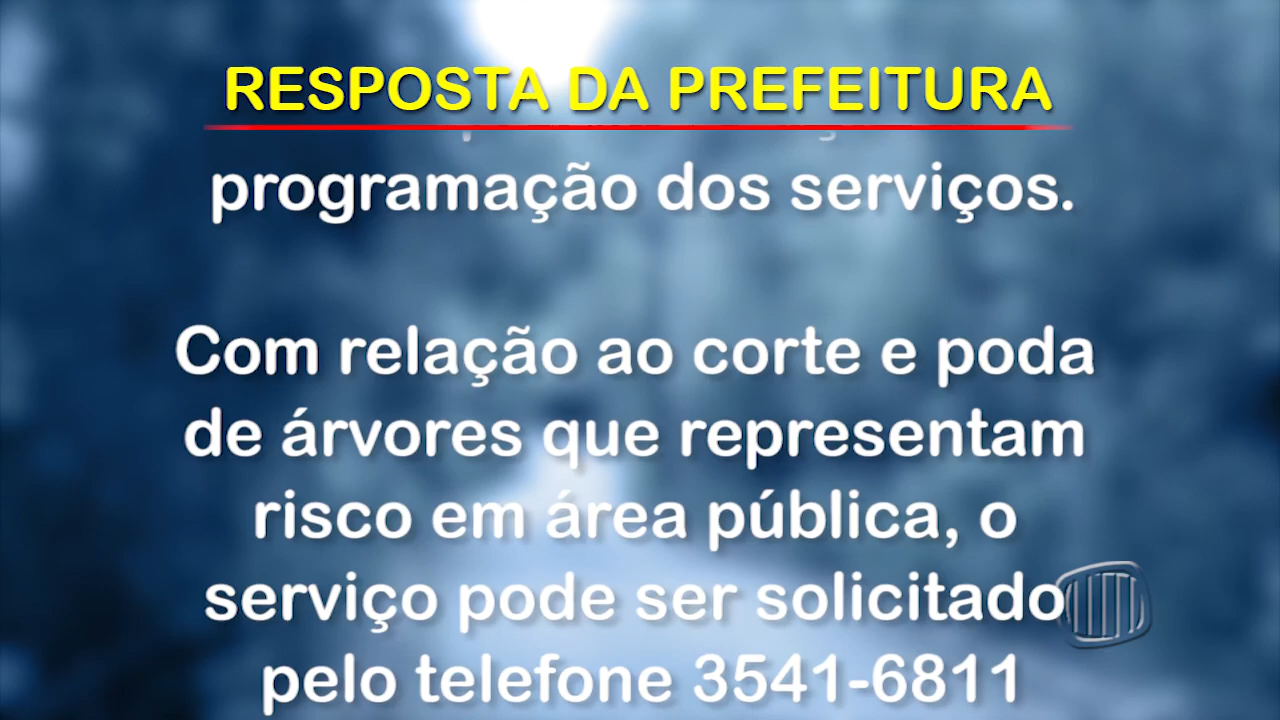 RESPOSTA DA PREFEITURA
programação dos serviços.
Com relação ao corte e poda
de árvores que representam
risco em área pública, o
serviço pode ser solicitado
pelo telefone 3541-6811